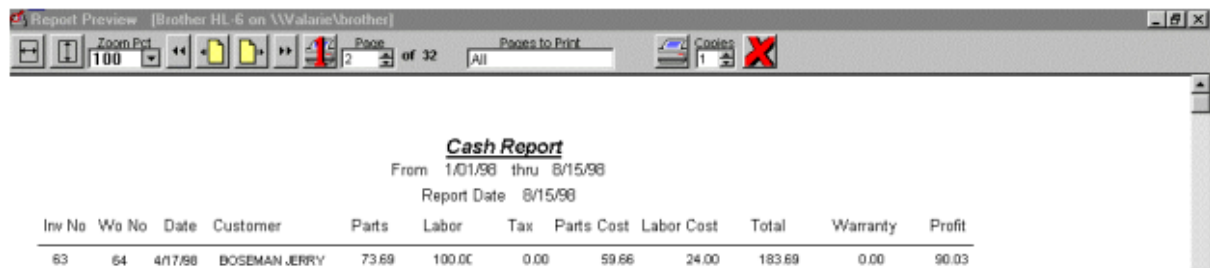 Report Preview [Brother HL-6 on \\Valarie\brother]
Zoom Pct
100
1
Page
2 of 32
Pages to Print
All
Copies
1
Cash Report
From 1/01/98 thru 8/15/98
Report Date 8/15/98
Inv No Wo No Date Customer Parts Labor Tax Parts Cost Labor Cost Total Warranty Profit
63 64 4/17/98 BOSEMAN JERRY 73.69 100.00 0.00 59.66 24.00 183.69 0.00 90.03